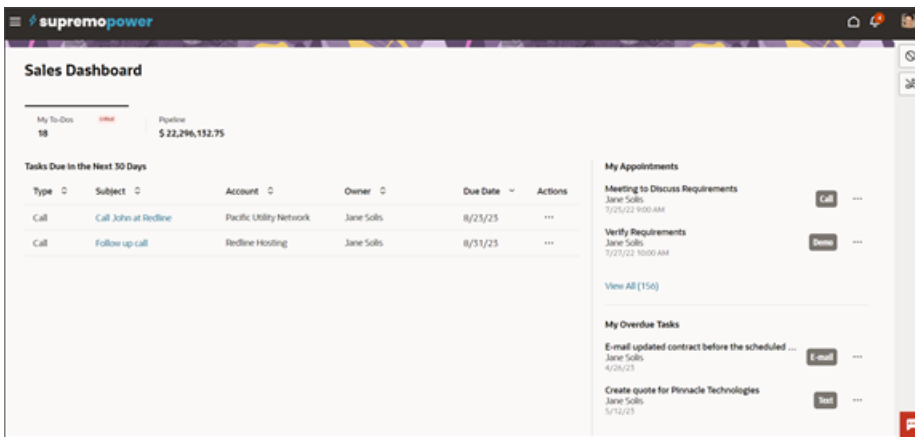 supremopower
Sales Dashboard
My To-Dos
18
Pipeline
$ 22,296,132.75
Tasks Due in the Next 30 Days
Type Subject Account Owner Due Date Actions
Call Call John at Redline Pacific Utility Network Jane Solis 8/23/23 ...
Call Follow up call Redline Hosting Jane Solis 8/31/23 ...
My Appointments
Meeting to Discuss Requirements
Jane Solis
7/25/22 9:00 AM
Call ...
Verify Requirements
Jane Solis
7/27/22 10:00 AM
Demo ...
View All (156)
My Overdue Tasks
E-mail updated contract before the scheduled ...
Jane Solis
4/26/23
E-mail ...
Create quote for Pinnacle Technologies
Jane Solis
5/12/23
Text ...